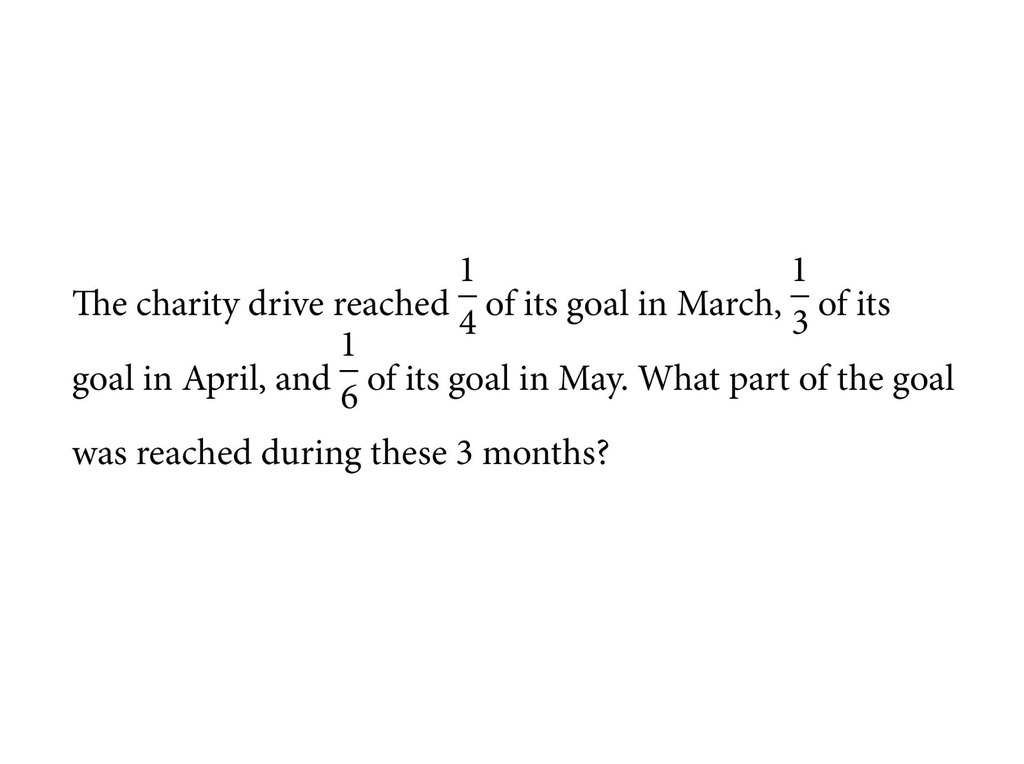 The charity drive reached 1/4 of its goal in March, 1/3 of its
goal in April, and 1/6 of its goal in May. What part of the goal
was reached during these 3 months?